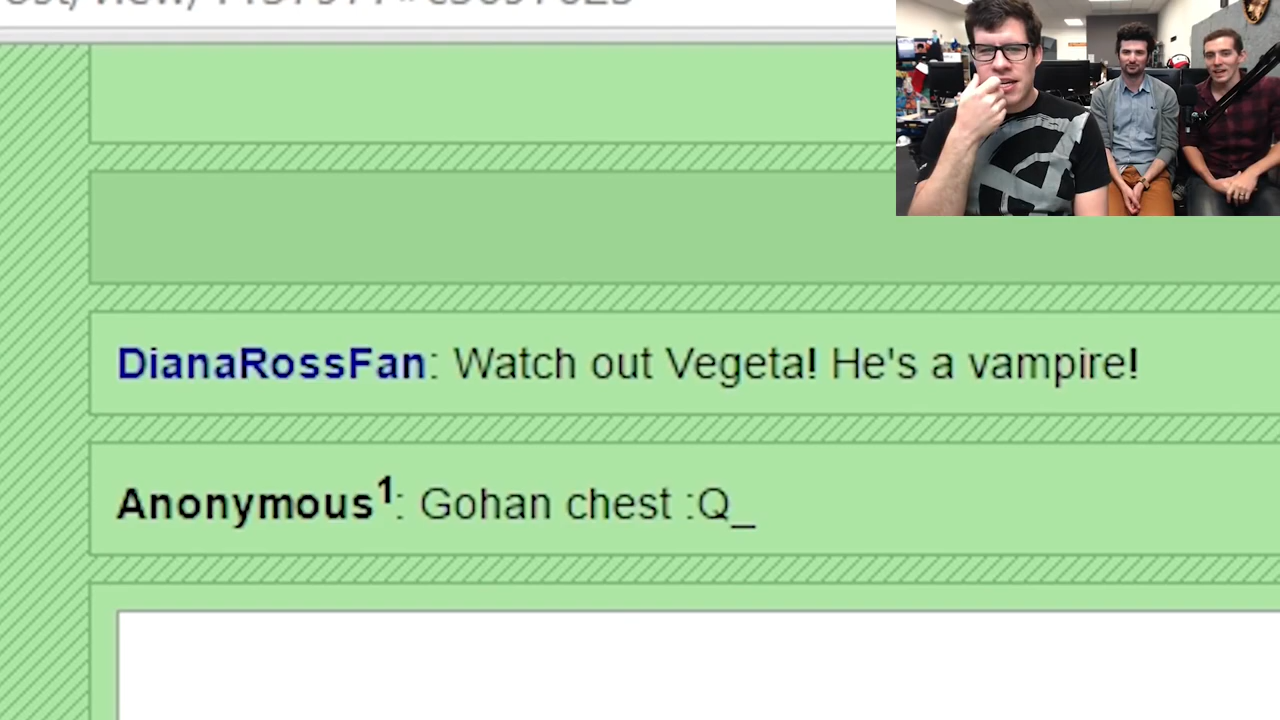 DianaRossFan: Watch out Vegeta! He's a vampire!
Anonymous¹: Gohan chest :Q_